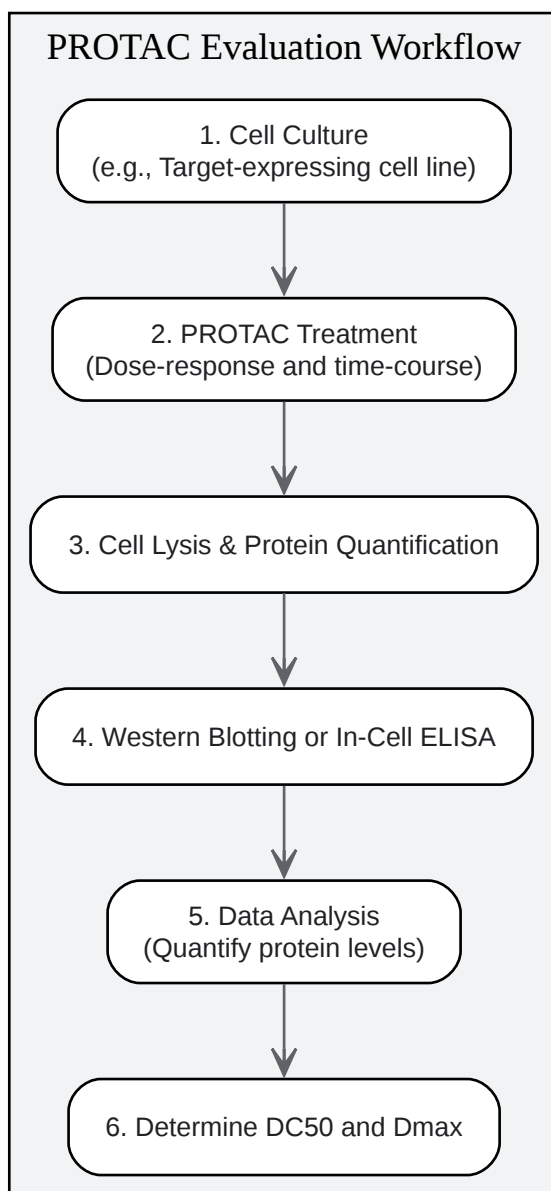 PROTAC Evaluation Workflow
1. Cell Culture
(e.g., Target-expressing cell line)
2. PROTAC Treatment
(Dose-response and time-course)
3. Cell Lysis & Protein Quantification
4. Western Blotting or In-Cell ELISA
5. Data Analysis
(Quantify protein levels)
6. Determine DC50 and Dmax